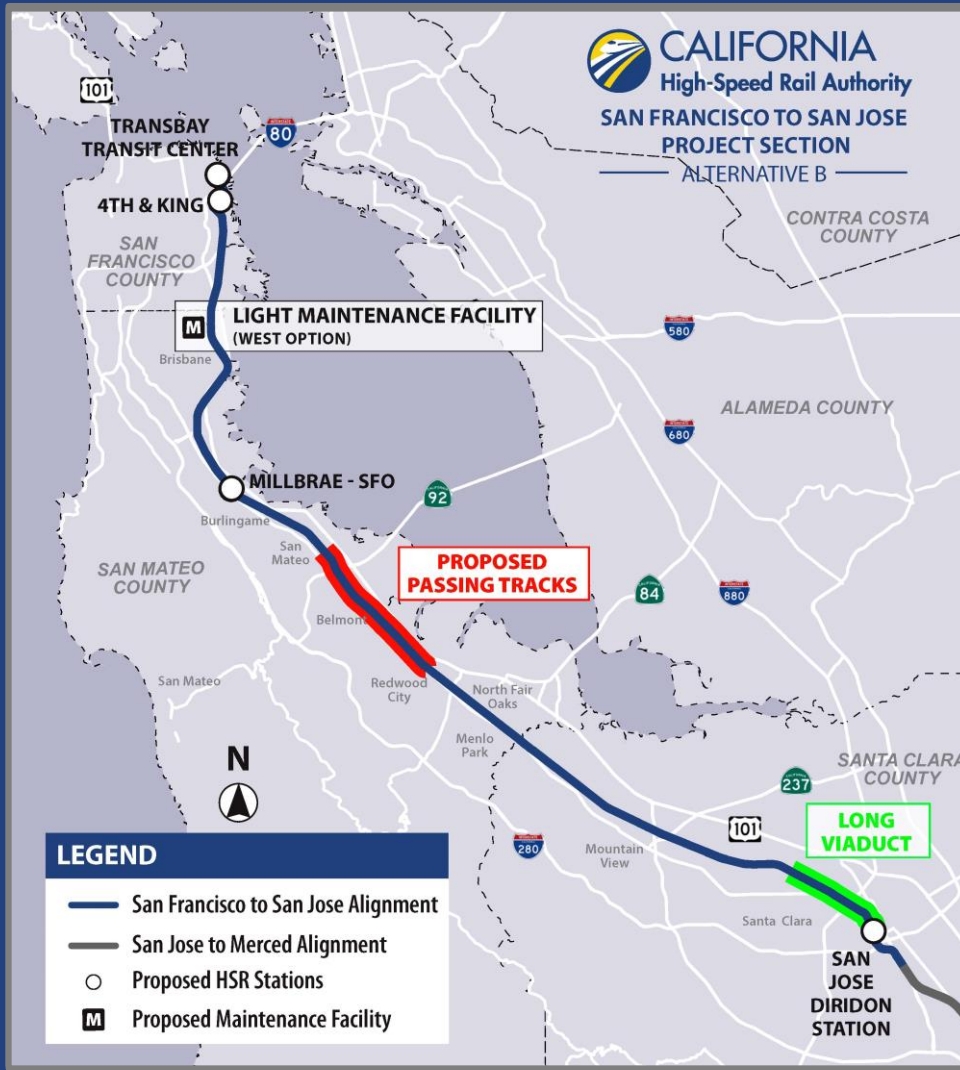 CALIFORNIA
High-Speed Rail Authority
SAN FRANCISCO TO SAN JOSE
PROJECT SECTION
ALTERNATIVE B
101
TRANSBAY
TRANSIT CENTER
80
4TH & KING
SAN
FRANCISCO
COUNTY
CONTRA COSTA
COUNTY
M
LIGHT MAINTENANCE FACILITY
(WEST OPTION)
Brisbane
580
ALAMEDA COUNTY
680
MILLBRAE - SFO
92
Burlingame
San
Mateo
SAN MATEO
COUNTY
PROPOSED
PASSING TRACKS
84
880
Belmont
San Mateo
Redwood
City
North Fair
Oaks
Menlo
Park
N
SANTA CLARA
COUNTY
237
101
LONG
VIADUCT
280
Mountain
View
Santa Clara
SAN
JOSE
DIRIDON
STATION
LEGEND
San Francisco to San Jose Alignment
San Jose to Merced Alignment
Proposed HSR Stations
M Proposed Maintenance Facility